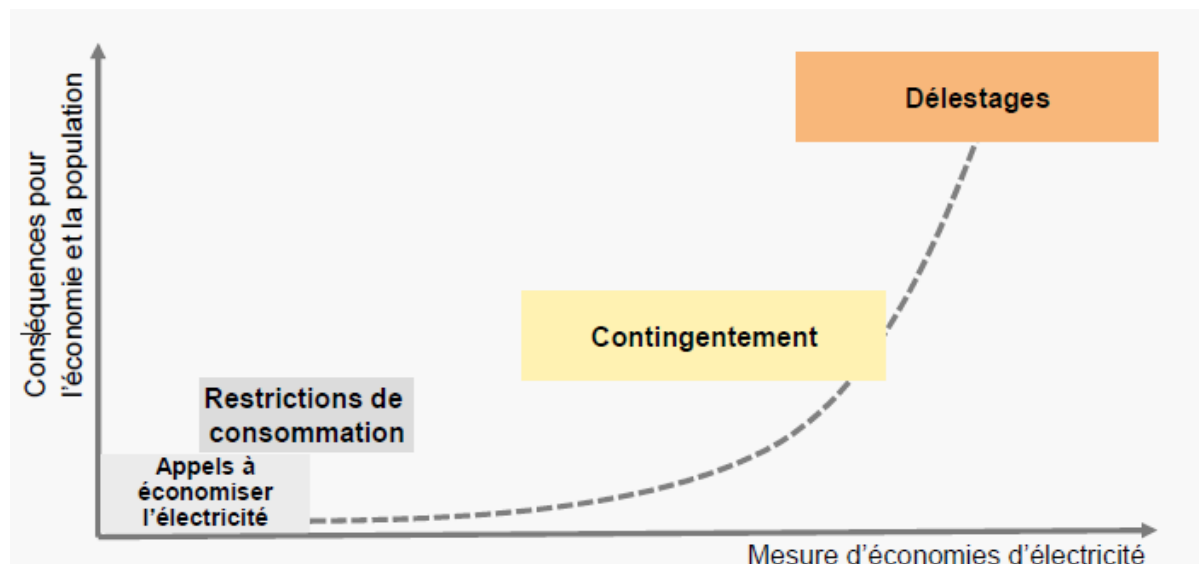 Conséquences pour
l'économie et la population
Délestages
Contingentement
Restrictions de
consommation
Appels à
économiser
l'électricité
Mesure d'économies d'électricité